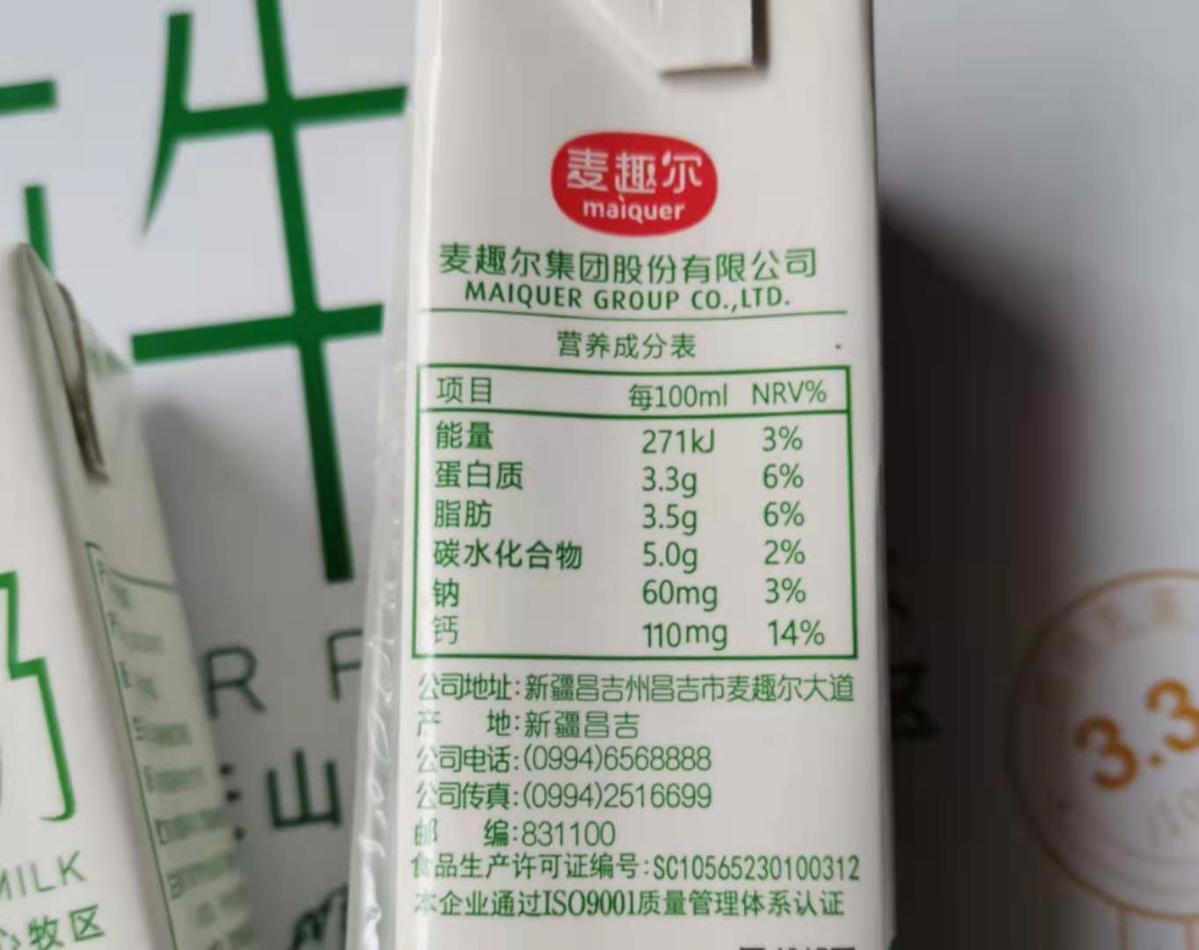 麦趣尔
maiquer
麦趣尔集团股份有限公司
MAIQUER GROUP CO.,LTD.
营养成分表
项目 每100ml NRV%
能量 271kJ 3%
蛋白质 3.3g 6%
脂肪 3.5g 6%
碳水化合物 5.0g 2%
钠 60mg 3%
钙 110mg 14%
公司地址:新疆昌吉州昌吉市麦趣尔大道
产 地:新疆昌吉
公司电话:(0994)6568888
公司传真:(0994)2516699
邮 编:831100
食品生产许可证编号:SC10565230100312
本企业通过ISO9001质量管理体系认证
牛
R F
山
MILK
牧区
3.3